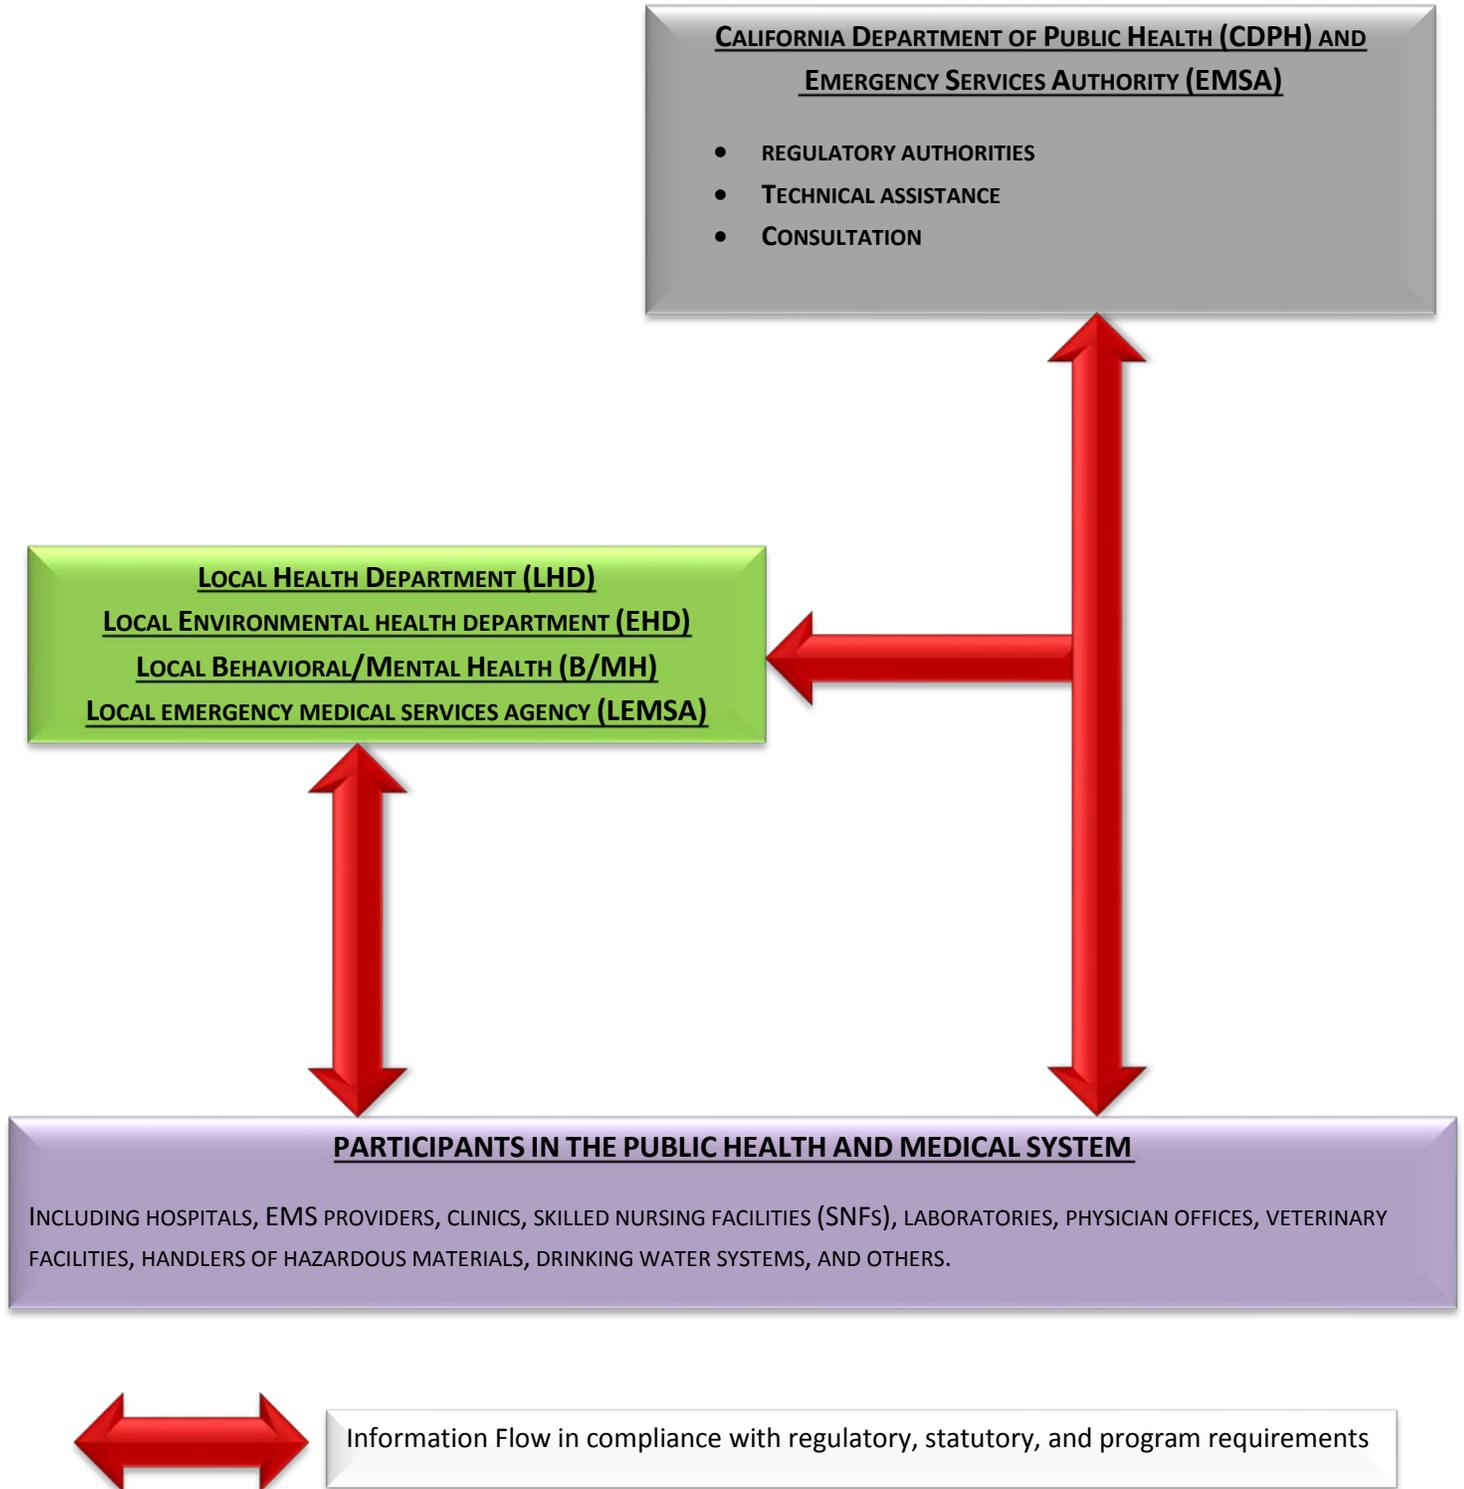 CALIFORNIA DEPARTMENT OF PUBLIC HEALTH (CDPH) AND
EMERGENCY SERVICES AUTHORITY (EMSA)
• REGULATORY AUTHORITIES
• TECHNICAL ASSISTANCE
• CONSULTATION
LOCAL HEALTH DEPARTMENT (LHD)
LOCAL ENVIRONMENTAL HEALTH DEPARTMENT (EHD)
LOCAL BEHAVIORAL/MENTAL HEALTH (B/MH)
LOCAL EMERGENCY MEDICAL SERVICES AGENCY (LEMSA)
PARTICIPANTS IN THE PUBLIC HEALTH AND MEDICAL SYSTEM
INCLUDING HOSPITALS, EMS PROVIDERS, CLINICS, SKILLED NURSING FACILITIES (SNFS), LABORATORIES, PHYSICIAN OFFICES, VETERINARY
FACILITIES, HANDLERS OF HAZARDOUS MATERIALS, DRINKING WATER SYSTEMS, AND OTHERS.
Information Flow in compliance with regulatory, statutory, and program requirements